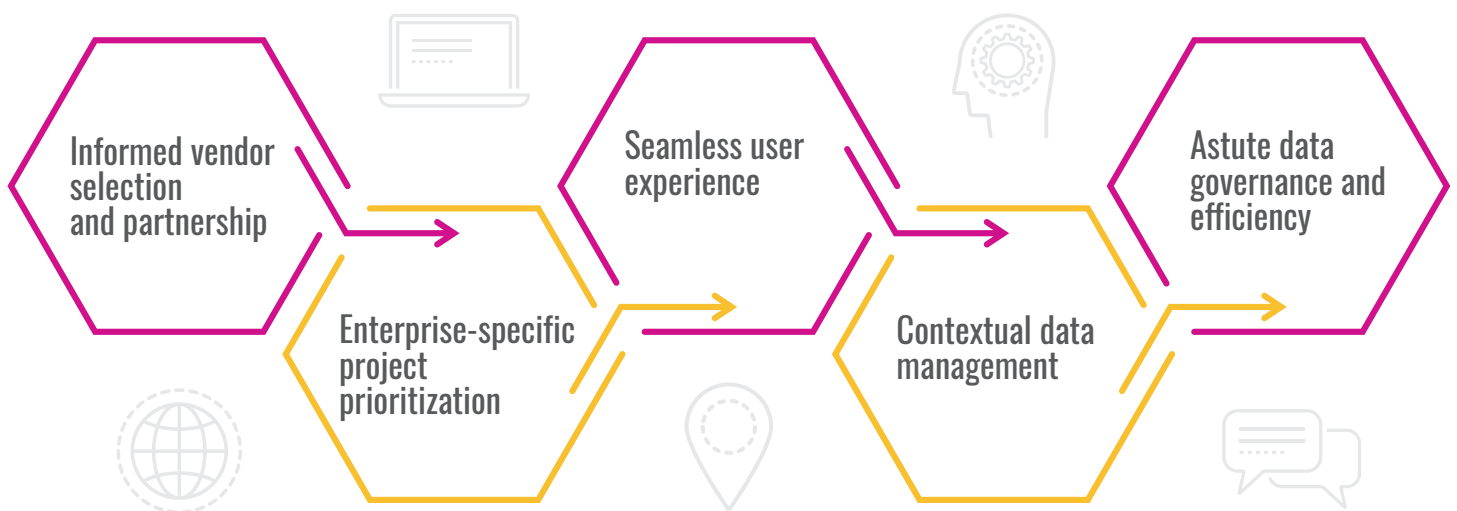 Informed vendor
selection
and partnership
Enterprise-specific
project
prioritization
Seamless user
experience
Contextual data
management
Astute data
governance and
efficiency